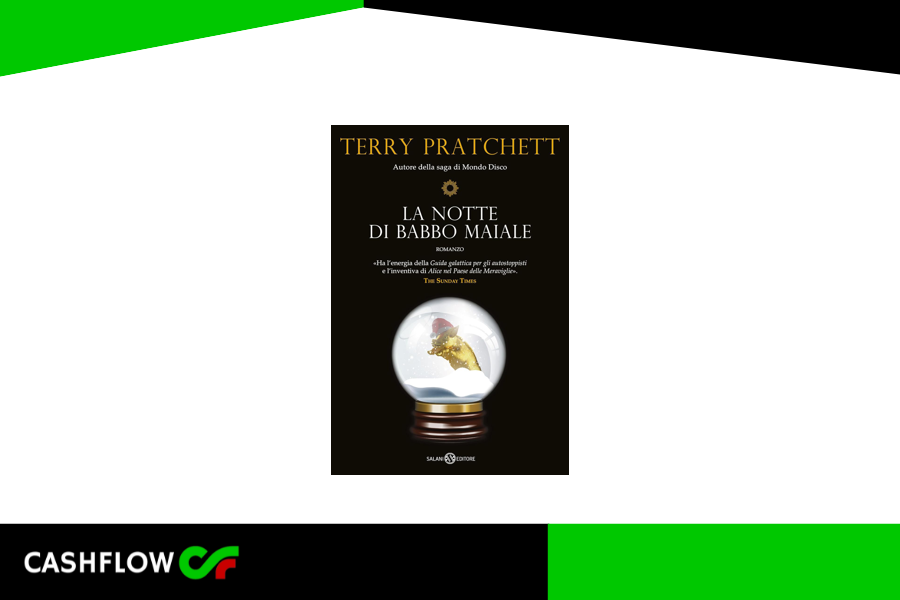 TERRY PRATCHETT
Autore della saga di Mondo Disco
LA NOTTE
DI BABBO MAIALE
ROMANZO
«Ha l'energia della Guida galattica per gli autostoppisti
e l'inventiva di Alice nel Paese delle Meraviglie».
THE SUNDAY TIMES
SALANI EDITORE
CASHFLOW